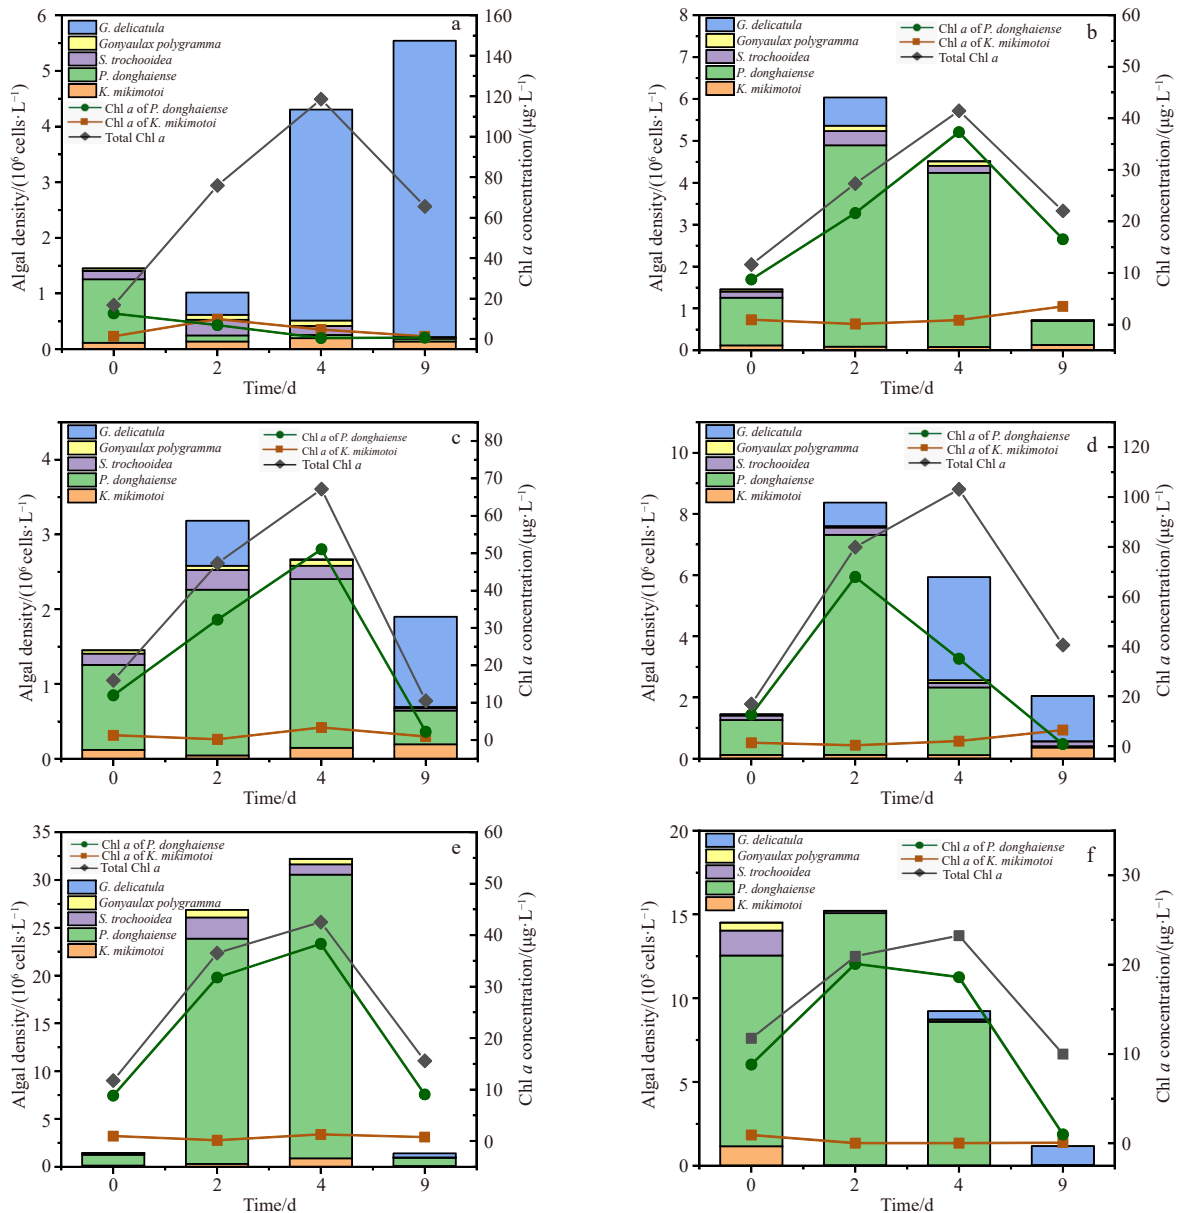 a
G. delicatula
Gonyaulax polygramma
S. trochooidea
P. donghaiense
K. mikimotoi
Chl a of P. donghaiense
Chl a of K. mikimotoi
Total Chl a
6
5
4
3
2
1
0
160
140
120
100
80
60
40
20
0
0 2 4 9
Time/d
Algal density/(10⁶ cells·L⁻¹)
Chl a concentration/(μg·L⁻¹)
b
G. delicatula
Gonyaulax polygramma
S. trochooidea
P. donghaiense
K. mikimotoi
Chl a of P. donghaiense
Chl a of K. mikimotoi
Total Chl a
8
7
6
5
4
3
2
1
0
60
50
40
30
20
10
0
0 2 4 9
Time/d
Algal density/(10⁶ cells·L⁻¹)
Chl a concentration/(μg·L⁻¹)
c
G. delicatula
Gonyaulax polygramma
S. trochooidea
P. donghaiense
K. mikimotoi
Chl a of P. donghaiense
Chl a of K. mikimotoi
Total Chl a
4
3
2
1
0
80
70
60
50
40
30
20
10
0
0 2 4 9
Time/d
Algal density/(10⁶ cells·L⁻¹)
Chl a concentration/(μg·L⁻¹)
d
G. delicatula
Gonyaulax polygramma
S. trochooidea
P. donghaiense
K. mikimotoi
Chl a of P. donghaiense
Chl a of K. mikimotoi
Total Chl a
10
8
6
4
2
0
120
100
80
60
40
20
0
0 2 4 9
Time/d
Algal density/(10⁶ cells·L⁻¹)
Chl a concentration/(μg·L⁻¹)
e
Chl a of P. donghaiense
Chl a of K. mikimotoi
Total Chl a
G. delicatula
Gonyaulax polygramma
S. trochooidea
P. donghaiense
K. mikimotoi
35
30
25
20
15
10
5
0
60
50
40
30
20
10
0
0 2 4 9
Time/d
Algal density/(10⁶ cells·L⁻¹)
Chl a concentration/(μg·L⁻¹)
f
G. delicatula
Gonyaulax polygramma
S. trochooidea
P. donghaiense
K. mikimotoi
Chl a of P. donghaiense
Chl a of K. mikimotoi
Total Chl a
20
15
10
5
0
30
20
10
0
0 2 4 9
Time/d
Algal density/(10⁵ cells·L⁻¹)
Chl a concentration/(μg·L⁻¹)